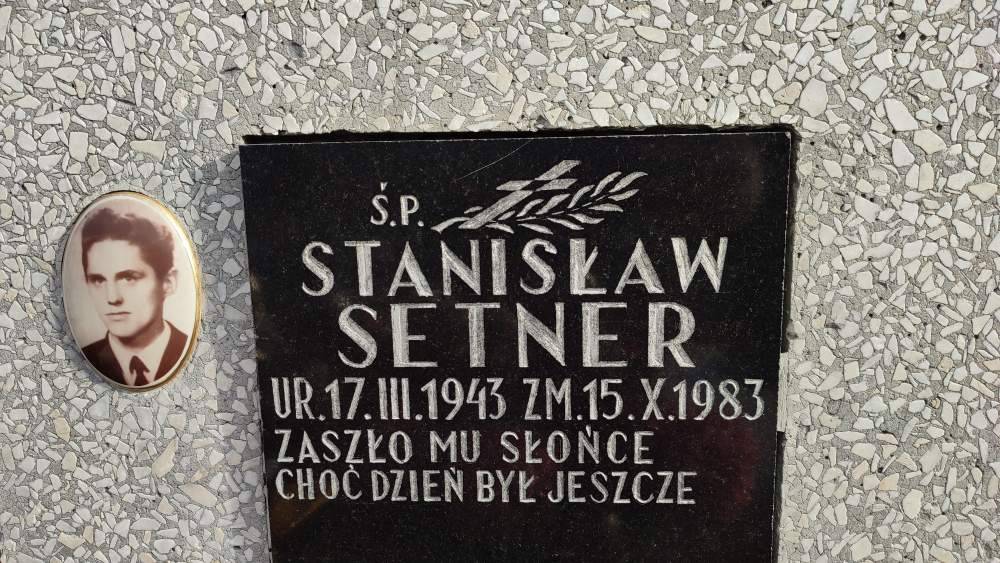 Ś.P.
STANISŁAW
SETNER
UR.17.III.1943 ZM.15.X.1983
ZASZŁO MU SŁOŃCE
CHOĆ DZIEŃ BYŁ JESZCZE